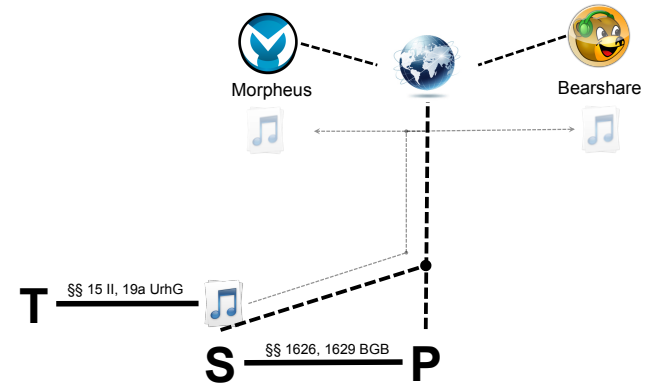 Morpheus
Bearshare
T
§§ 15 II, 19a UrhG
S
§§ 1626, 1629 BGB
P